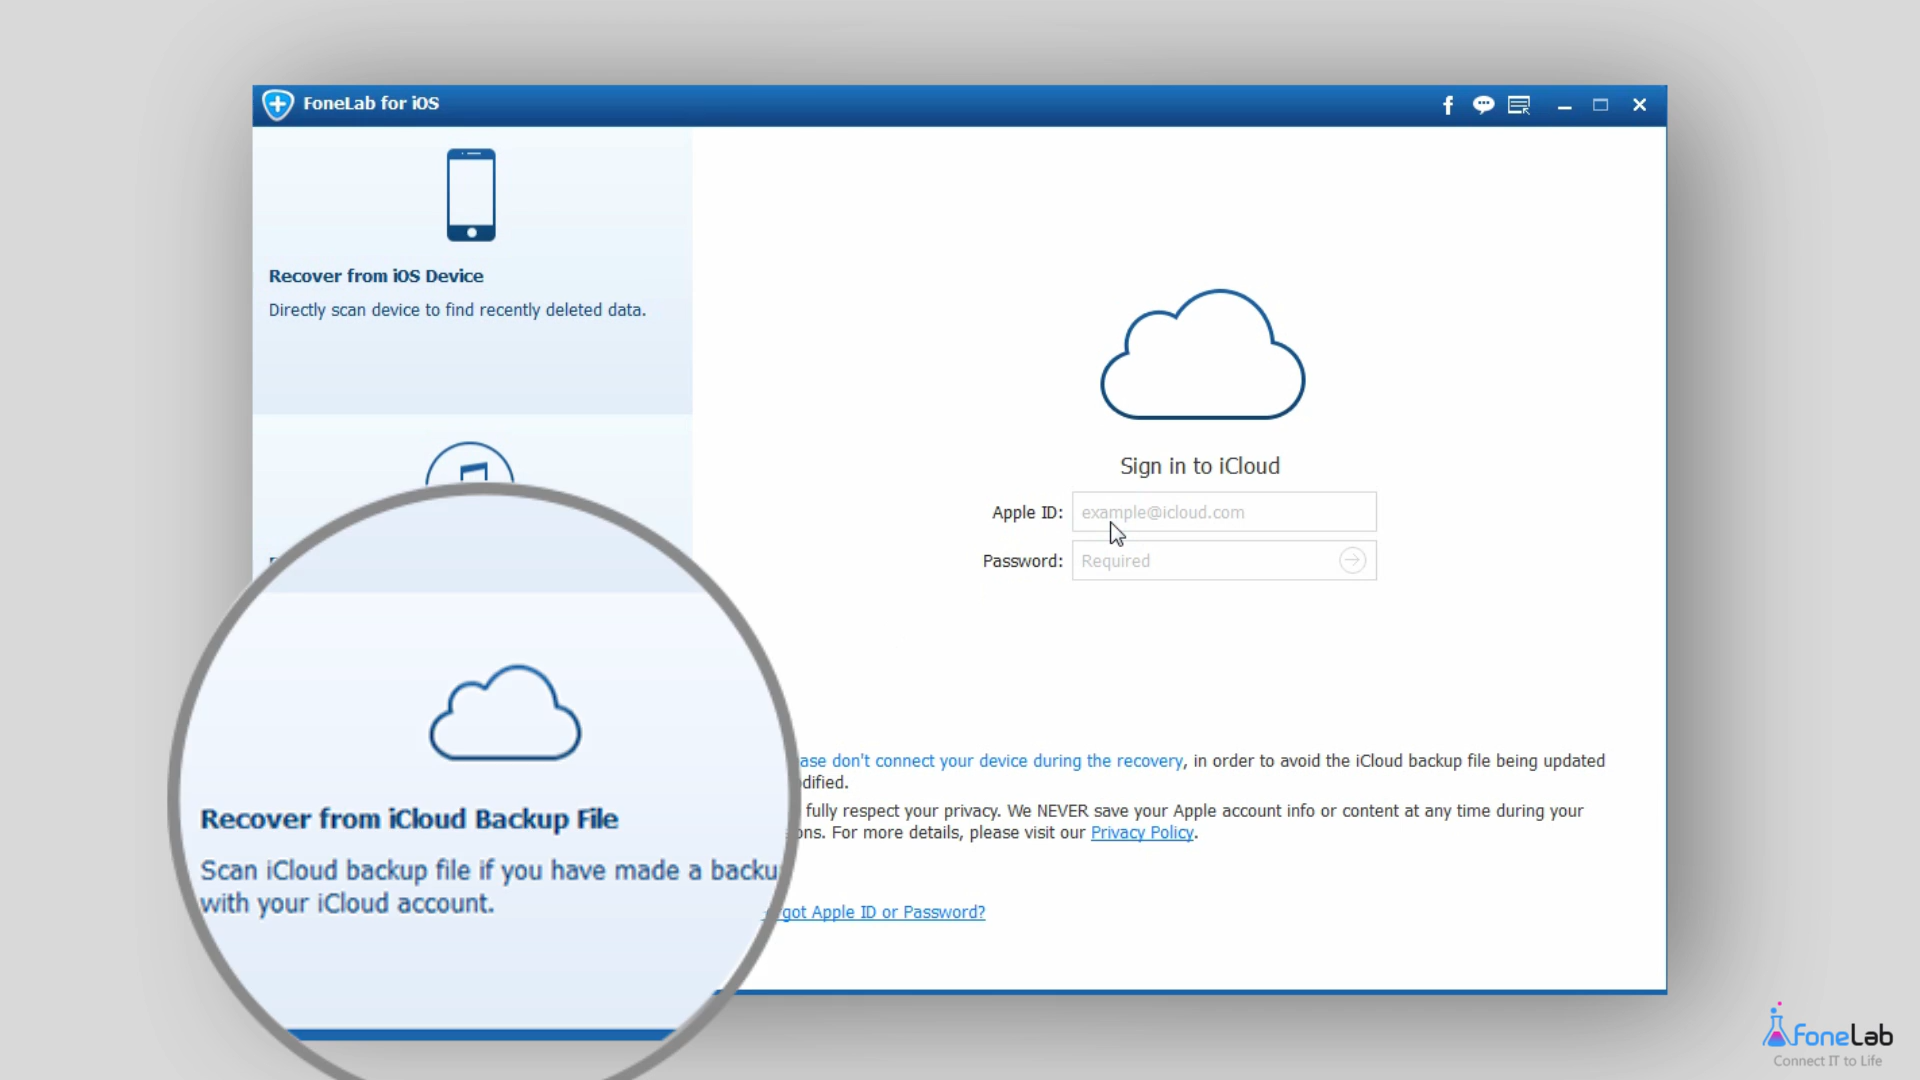 FoneLab for iOS
Recover from iOS Device
Directly scan device to find recently deleted data.
Recover from iCloud Backup File
Scan iCloud backup file if you have made a
with your iCloud account.
Sign in to iCloud
Apple ID: example@icloud.com
Password: Required
don't connect your device during the recovery, in order to avoid the iCloud backup file being updated
fully respect your privacy. We NEVER save your Apple account info or content at any time during your
For more details, please visit our Privacy Policy.
Apple ID or Password?
FoneLab
Connect IT to Life